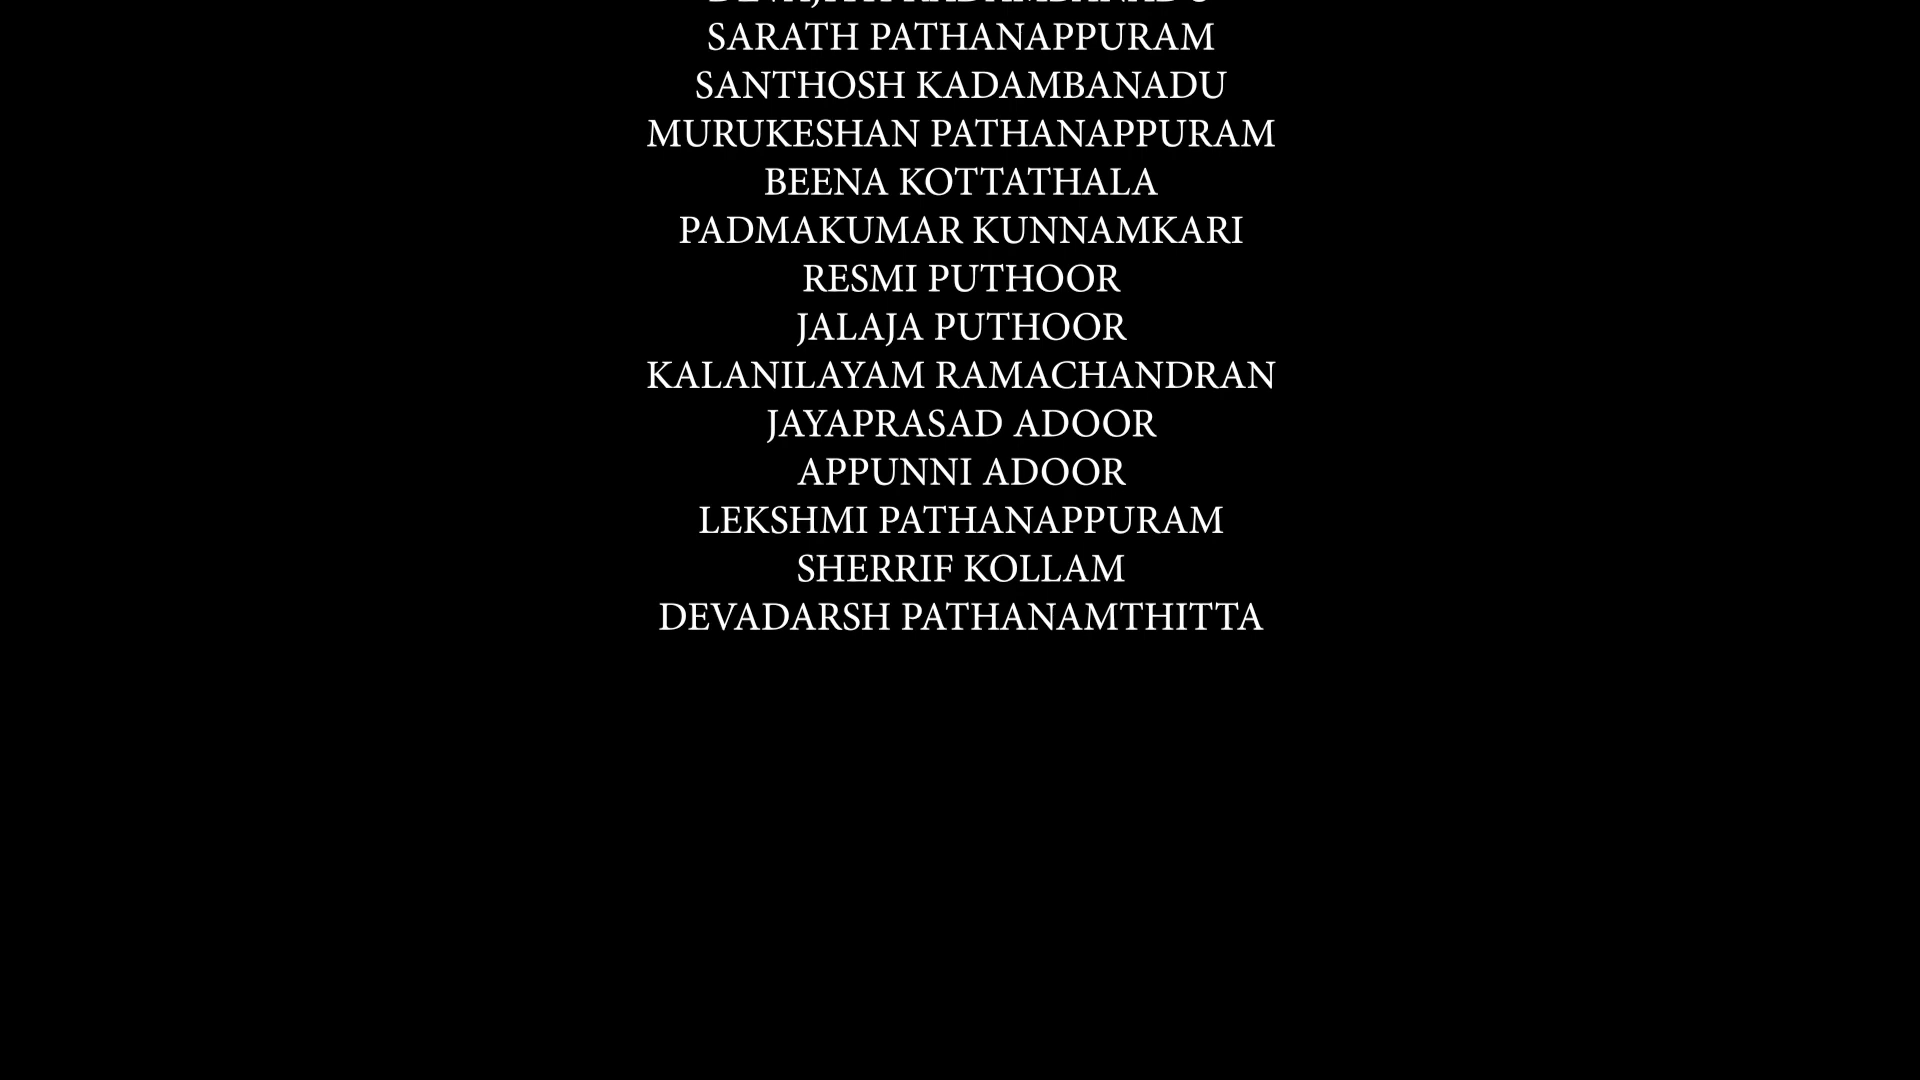 SARATH PATHANAPPURAM
SANTHOSH KADAMBANADU
MURUKESHAN PATHANAPPURAM
BEENA KOTTATHALA
PADMAKUMAR KUNNAMKARI
RESMI PUTHOOR
JALAJA PUTHOOR
KALANILAYAM RAMACHANDRAN
JAYAPRASAD ADOOR
APPUNNI ADOOR
LEKSHMI PATHANAPPURAM
SHERRIF KOLLAM
DEVADARSH PATHANAMTHITTA